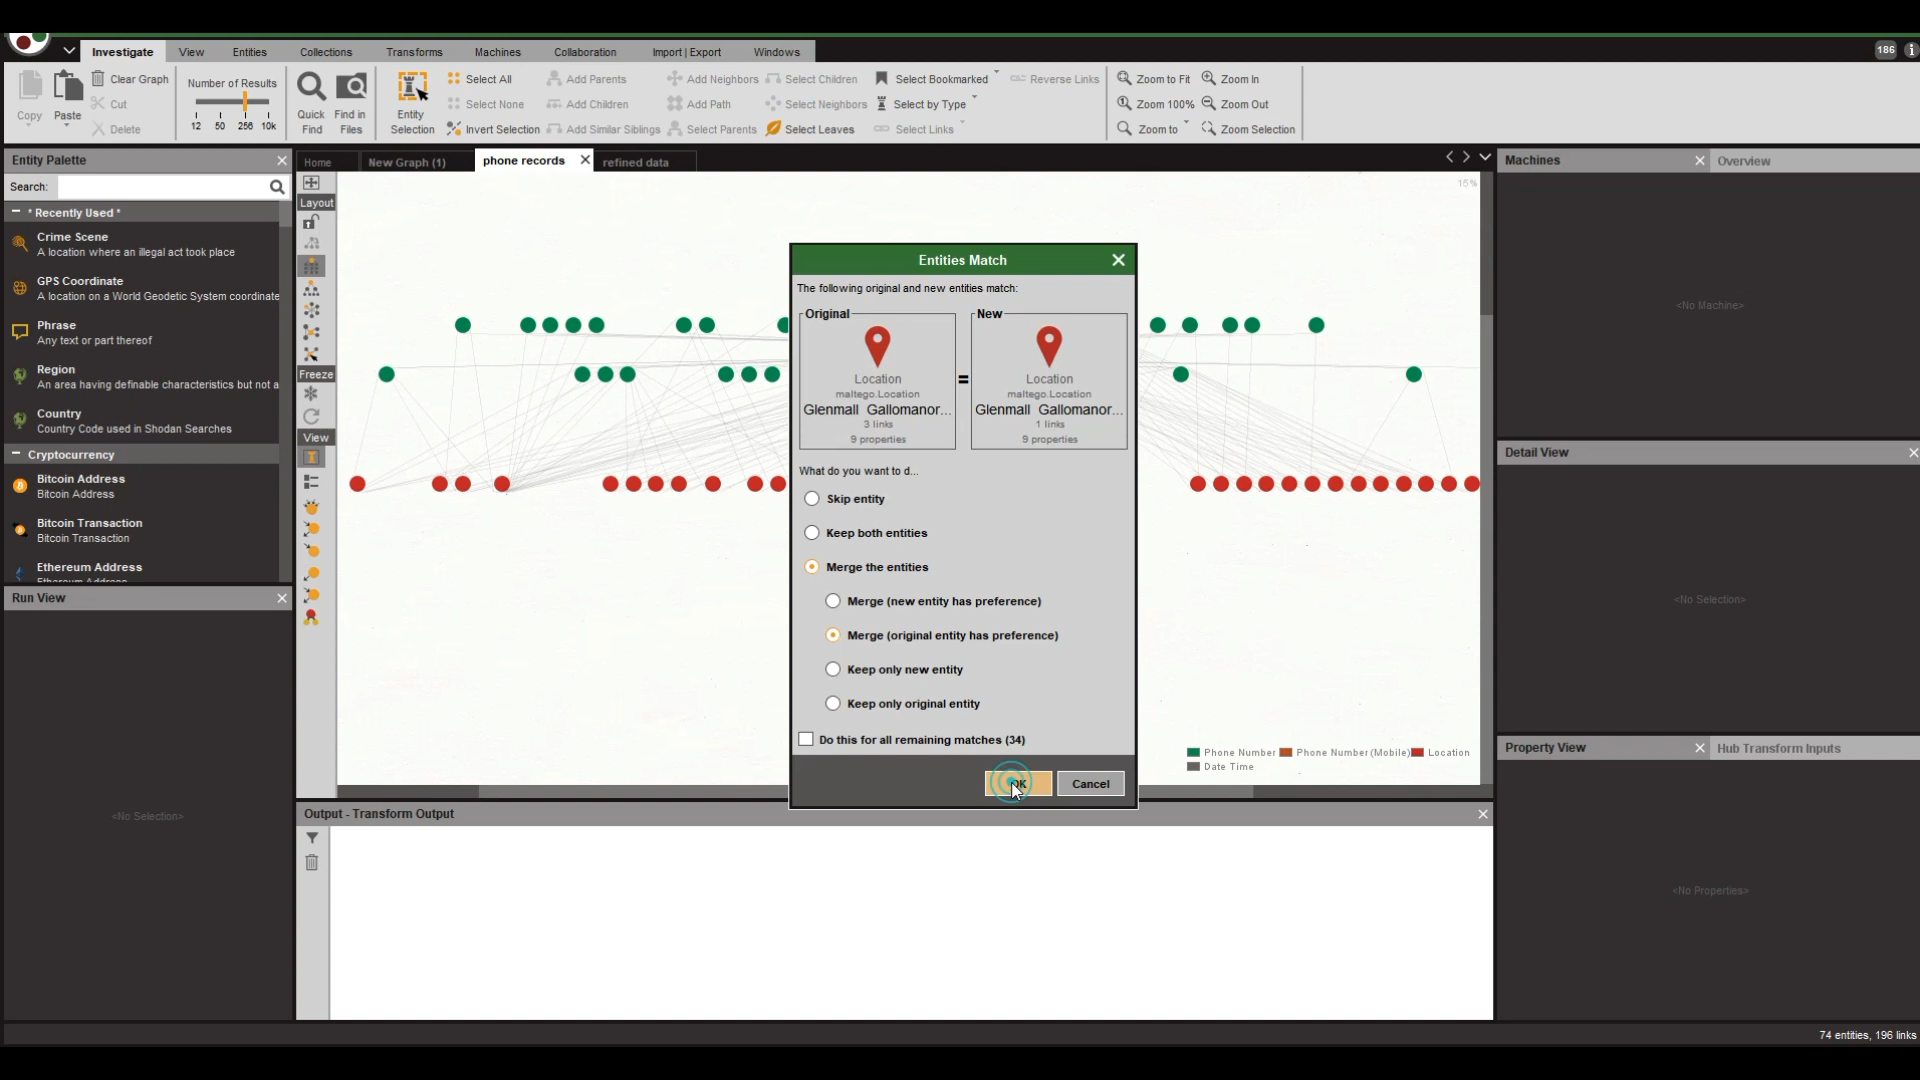 Investigate View Entities Collections Transforms Machines Collaboration Import | Export Windows 186
Copy
Paste
Clear Graph
Cut
Delete
Number of Results
12 50 256 10k
Quick
Find
Find in
Files
Entity
Selection
Select All
Select None
Invert Selection
Add Parents
Add Children
Add Similar Siblings
Add Neighbors
Add Path
Select Parents
Select Children
Select Neighbors
Select Leaves
Select Bookmarked
Select by Type
Select Links
Reverse Links
Zoom to Fit
Zoom 100%
Zoom to
Zoom In
Zoom Out
Zoom Selection
Entity Palette
Search:
* Recently Used *
Crime Scene
A location where an illegal act took place
GPS Coordinate
A location on a World Geodetic System coordinate
Phrase
Any text or part thereof
Region
An area having definable characteristics but not a
Country
Country Code used in Shodan Searches
Cryptocurrency
Bitcoin Address
Bitcoin Address
Bitcoin Transaction
Bitcoin Transaction
Ethereum Address
Ethereum Address
Run View
<No Selection>
Home New Graph (1) phone records refined data
Layout
Freeze
View
15%
Entities Match
The following original and new entities match:
Original
Location
maltego.Location
Glenmall Gallomanor...
3 links
9 properties
=
New
Location
maltego.Location
Glenmall Gallomanor...
1 links
9 properties
What do you want to d...
Skip entity
Keep both entities
Merge the entities
Merge (new entity has preference)
Merge (original entity has preference)
Keep only new entity
Keep only original entity
Do this for all remaining matches (34)
OK Cancel
Phone Number Phone Number (Mobile) Location
Date Time
Output - Transform Output
Machines Overview
<No Machine>
Detail View
<No Selection>
Property View Hub Transform Inputs
<No Properties>
74 entities, 196 links